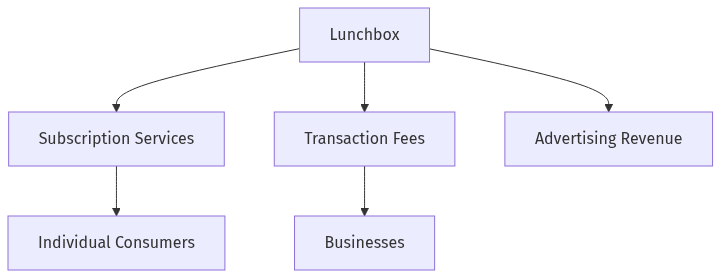 Lunchbox
Subscription Services
Transaction Fees
Advertising Revenue
Individual Consumers
Businesses